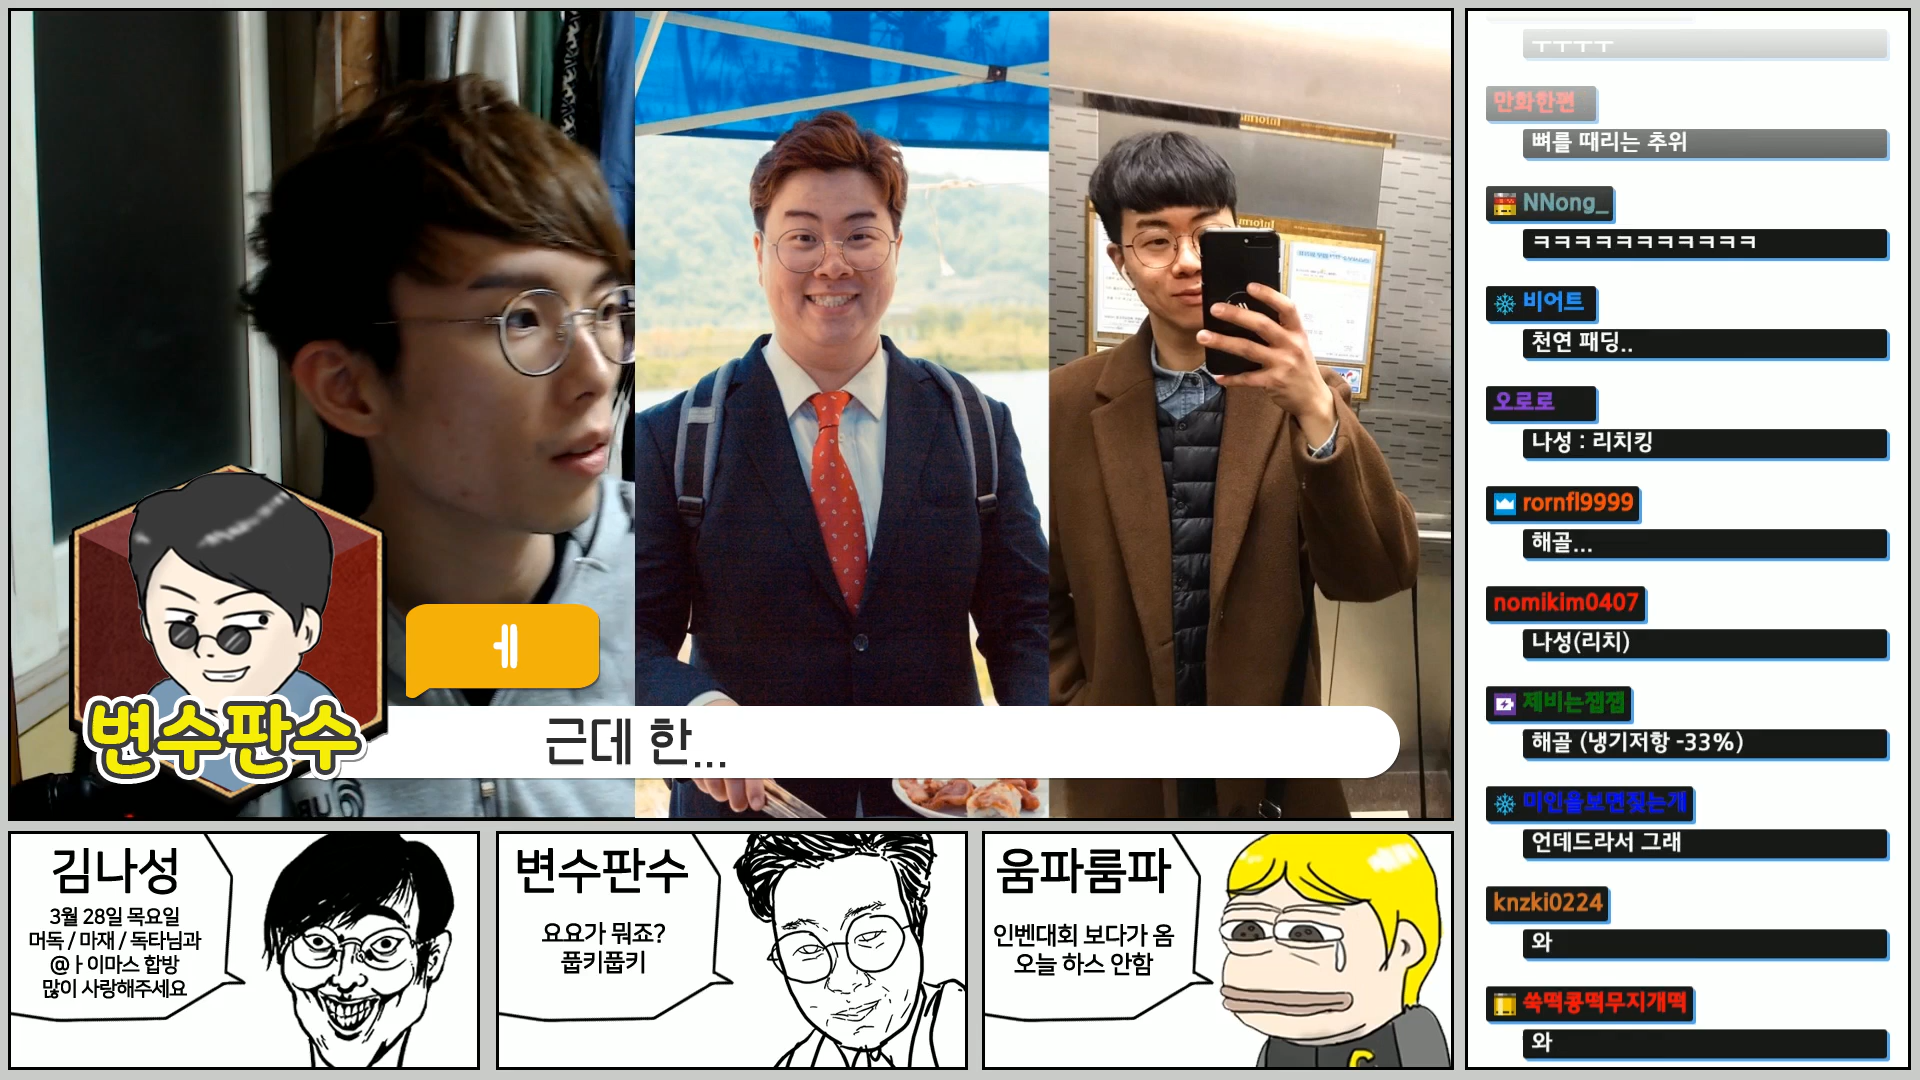 세
변수판수
근데 한...
김나성
3월 28일 목요일
머독 / 마재 / 독타님과
@ㅏ이마스 합방
많이 사랑해주세요
변수판수
요요가 뭐죠?
풉키풉키
움파룸파
인벤대회 보다가 옴
오늘 하스 안함
ㅜㅜㅜㅜ
만화한편
뼈를 때리는 추위
NNong_
ㅋㅋㅋㅋㅋㅋㅋㅋㅋㅋㅋ
비어트
천연 패딩..
오로로
나성 : 리치킹
rornfl9999
해골...
nomikim0407
나성(리치)
제비는잽잽
해골 (냉기저항 -33%)
미인을보면짖는개
언데드라서 그래
knzki0224
와
쑥떡콩떡무지개떡
와